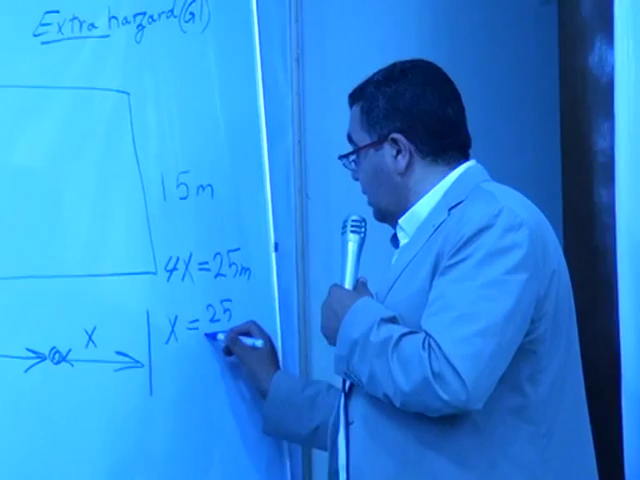 Extra hazard (G1)
15m
4X=25m
X
X = 25